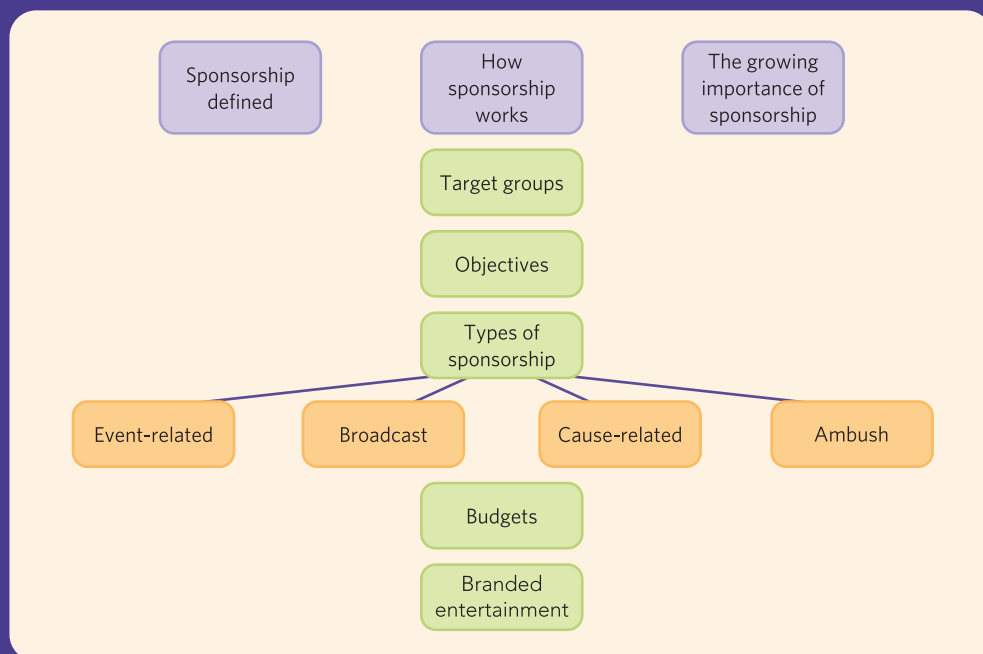 Sponsorship
defined
How
sponsorship
works
The growing
importance of
sponsorship
Target groups
Objectives
Types of
sponsorship
Event-related
Broadcast
Cause-related
Ambush
Budgets
Branded
entertainment